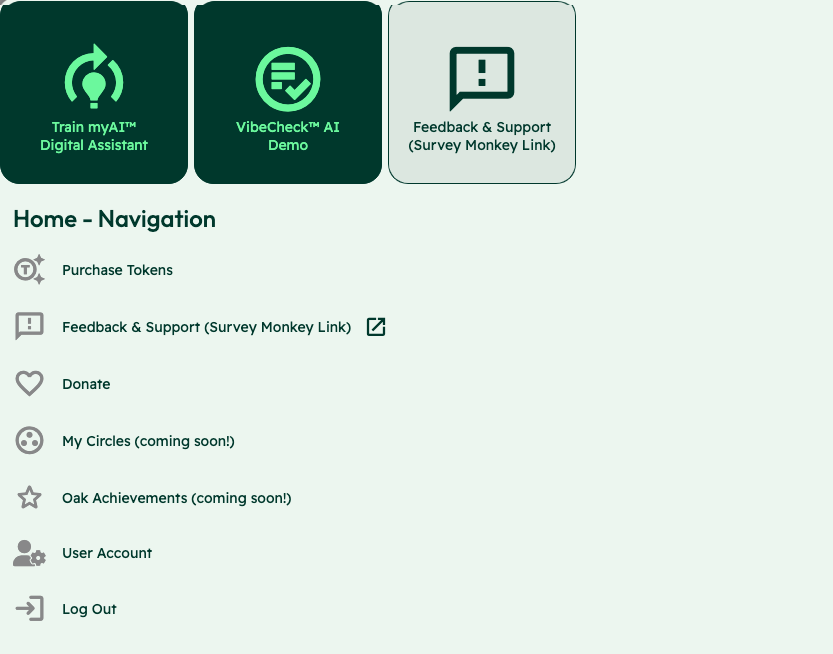 Train myAI™
Digital Assistant
VibeCheck™ AI
Demo
Feedback & Support
(Survey Monkey Link)
Home - Navigation
Purchase Tokens
Feedback & Support (Survey Monkey Link)
Donate
My Circles (coming soon!)
Oak Achievements (coming soon!)
User Account
Log Out